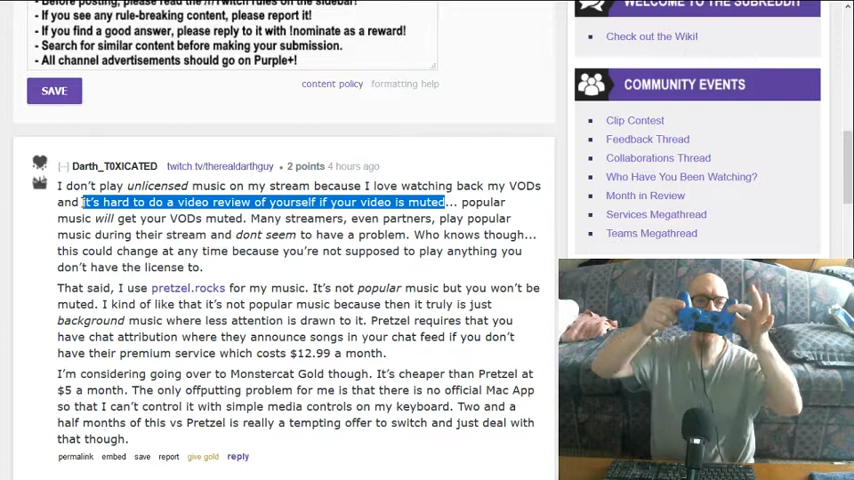 - Before posting, please read the /r/Twitch rules on the sidebar!
WELCOME TO THE SUBREDDIT
- If you see any rule-breaking content, please report it!
- If you find a good answer, please reply to it with !nominate as a reward!
- Search for similar content before making your submission.
- All channel advertisements should go on Purple+!
Check out the Wiki!
content policy formatting help
SAVE
COMMUNITY EVENTS
Clip Contest
Feedback Thread
Collaborations Thread
Who Have You Been Watching?
Month in Review
Services Megathread
Teams Megathread
[–] Darth_T0XICATED twitch.tv/therealdarthguy • 2 points 4 hours ago
I don't play unlicensed music on my stream because I love watching back my VODs
and it's hard to do a video review of yourself if your video is muted... popular
music will get your VODs muted. Many streamers, even partners, play popular
music during their stream and dont seem to have a problem. Who knows though...
this could change at any time because you're not supposed to play anything you
don't have the license to.
That said, I use pretzel.rocks for my music. It's not popular music but you won't be
muted. I kind of like that it's not popular music because then it truly is just
background music where less attention is drawn to it. Pretzel requires that you
have chat attribution where they announce songs in your chat feed if you don't
have their premium service which costs $12.99 a month.
I'm considering going over to Monstercat Gold though. It's cheaper than Pretzel at
$5 a month. The only offputting problem for me is that there is no official Mac App
so that I can't control it with simple media controls on my keyboard. Two and a
half months of this vs Pretzel is really a tempting offer to switch and just deal with
that though.
permalink embed save report give gold reply